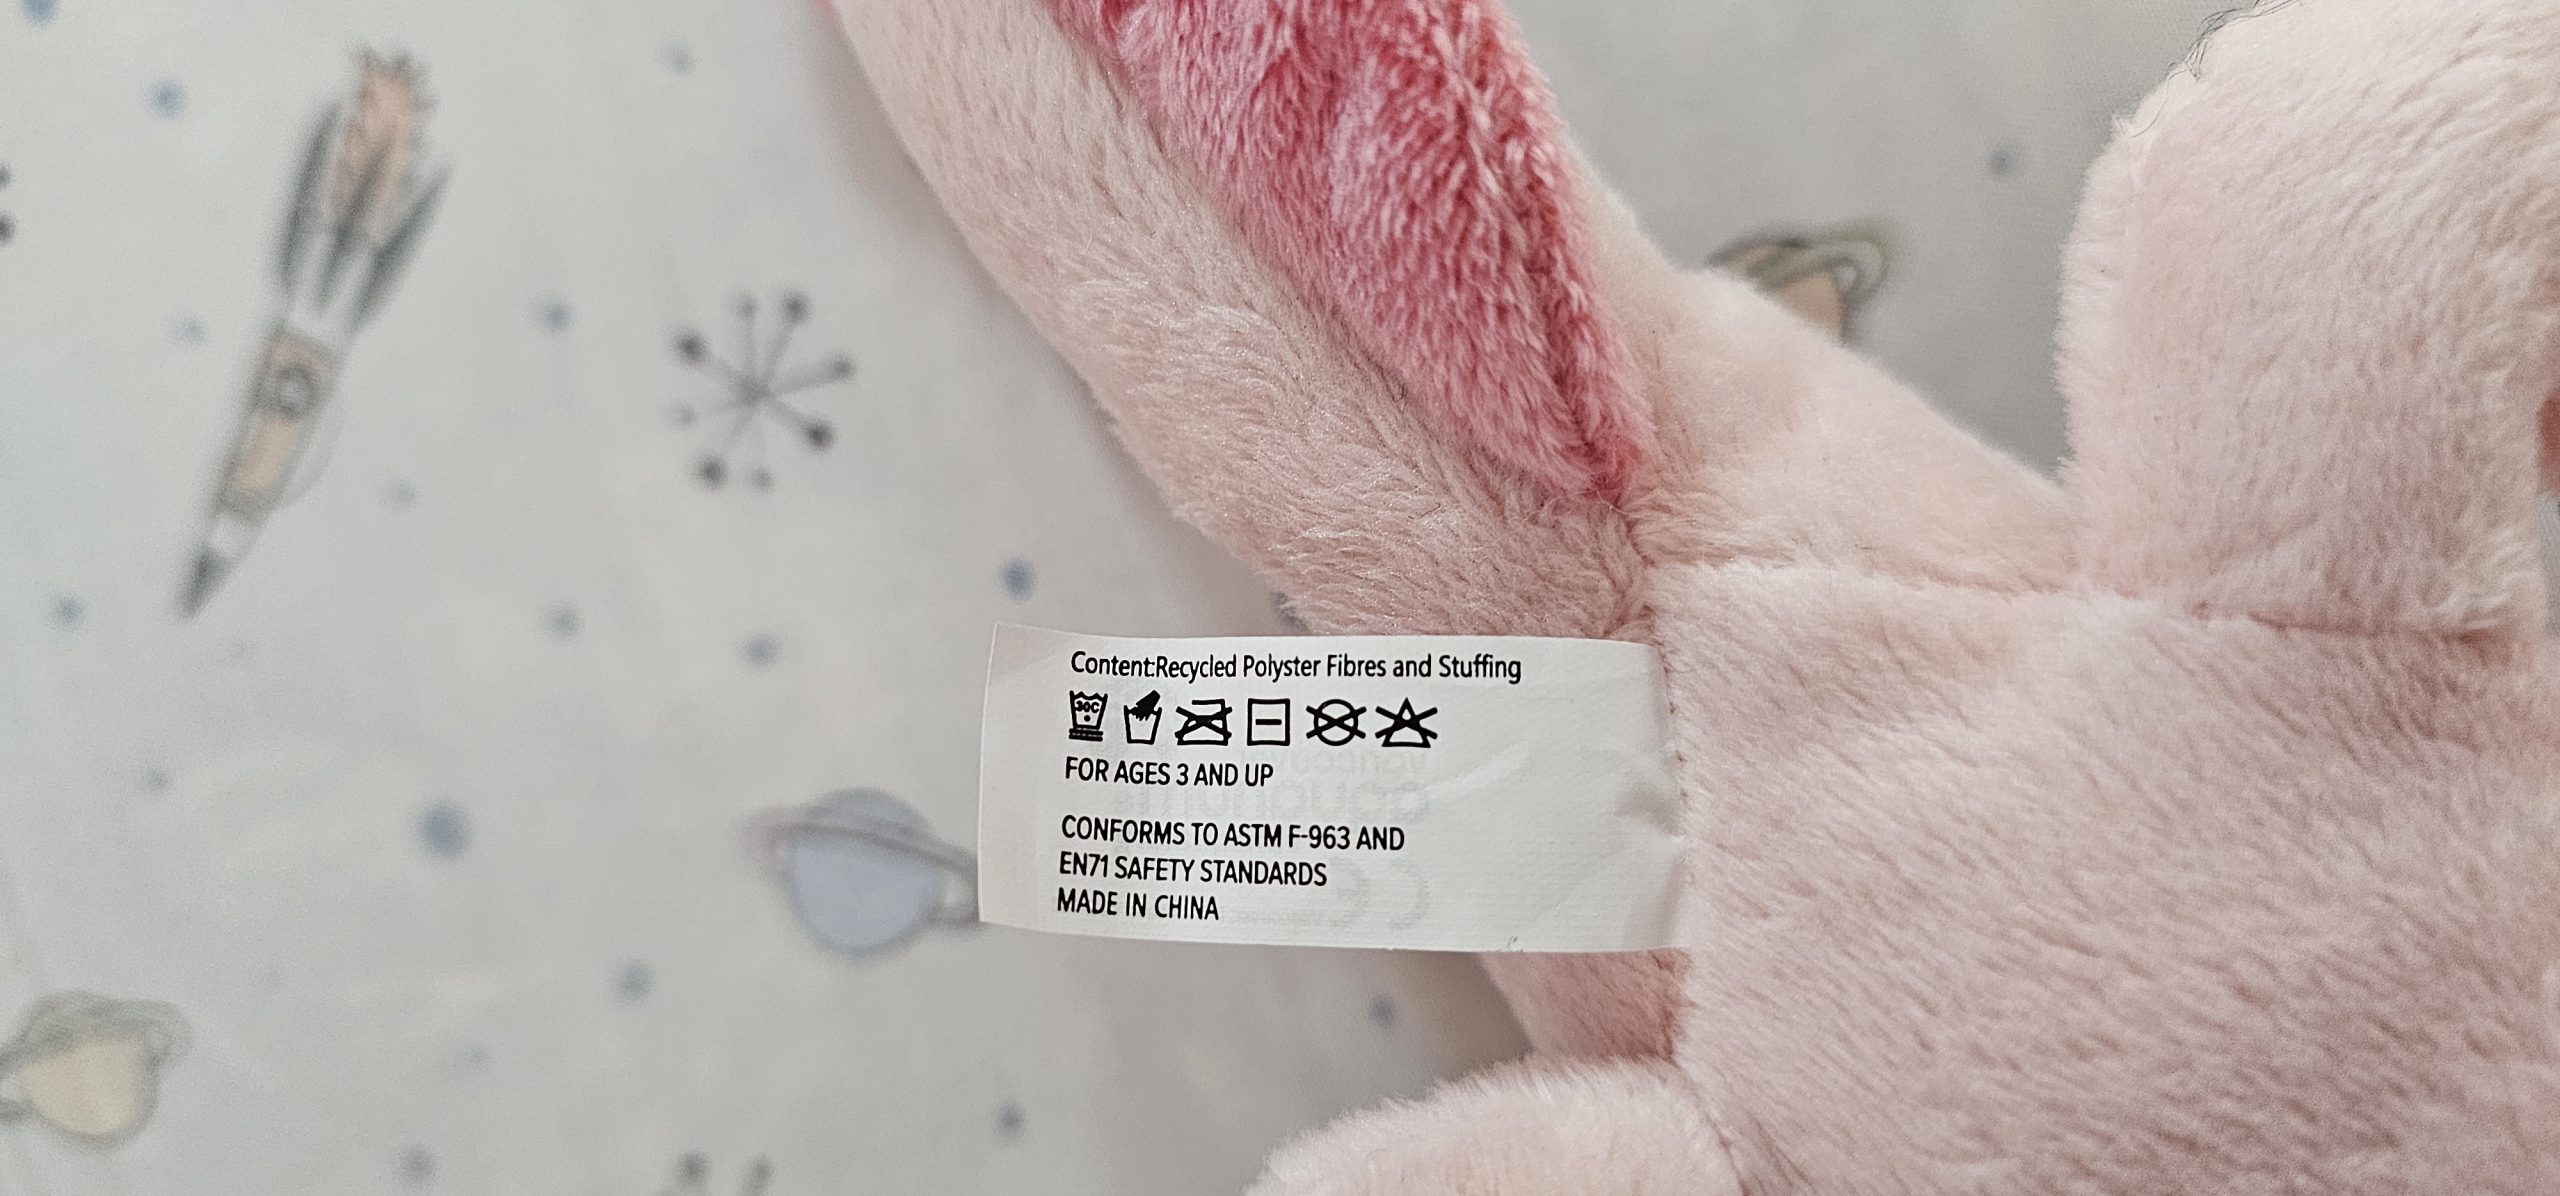 Content:Recycled Polyster Fibres and Stuffing
30C
FOR AGES 3 AND UP
CONFORMS TO ASTM F-963 AND
EN71 SAFETY STANDARDS
MADE IN CHINA